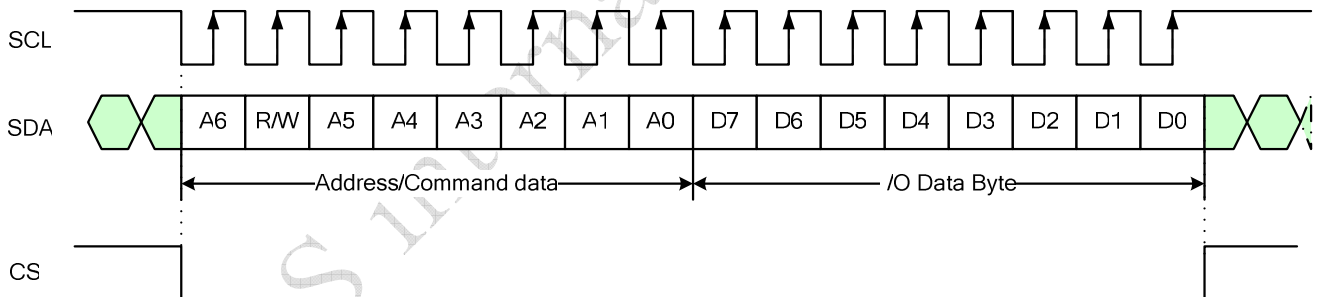 SCL
SDA A6 R/W A5 A4 A3 A2 A1 A0 D7 D6 D5 D4 D3 D2 D1 D0
Address/Command data /O Data Byte
CS